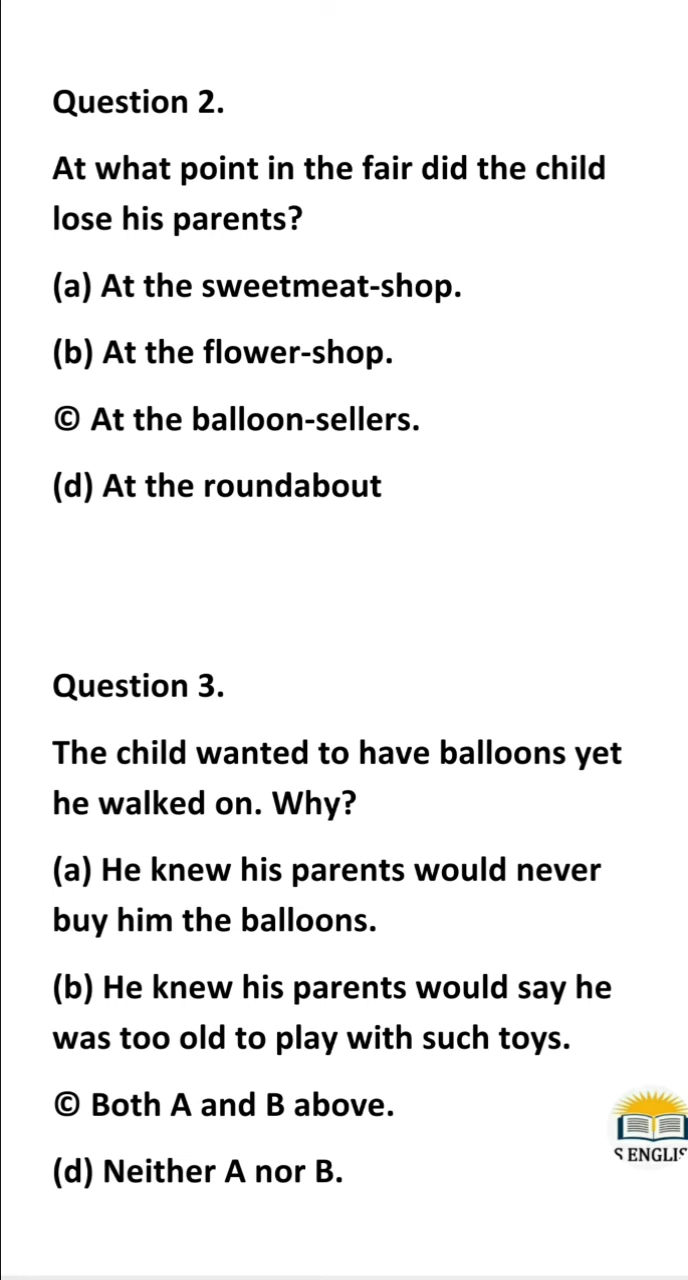 Question 2.
At what point in the fair did the child
lose his parents?
(a) At the sweetmeat-shop.
(b) At the flower-shop.
© At the balloon-sellers.
(d) At the roundabout
Question 3.
The child wanted to have balloons yet
he walked on. Why?
(a) He knew his parents would never
buy him the balloons.
(b) He knew his parents would say he
was too old to play with such toys.
© Both A and B above.
(d) Neither A nor B.
S ENGLIS